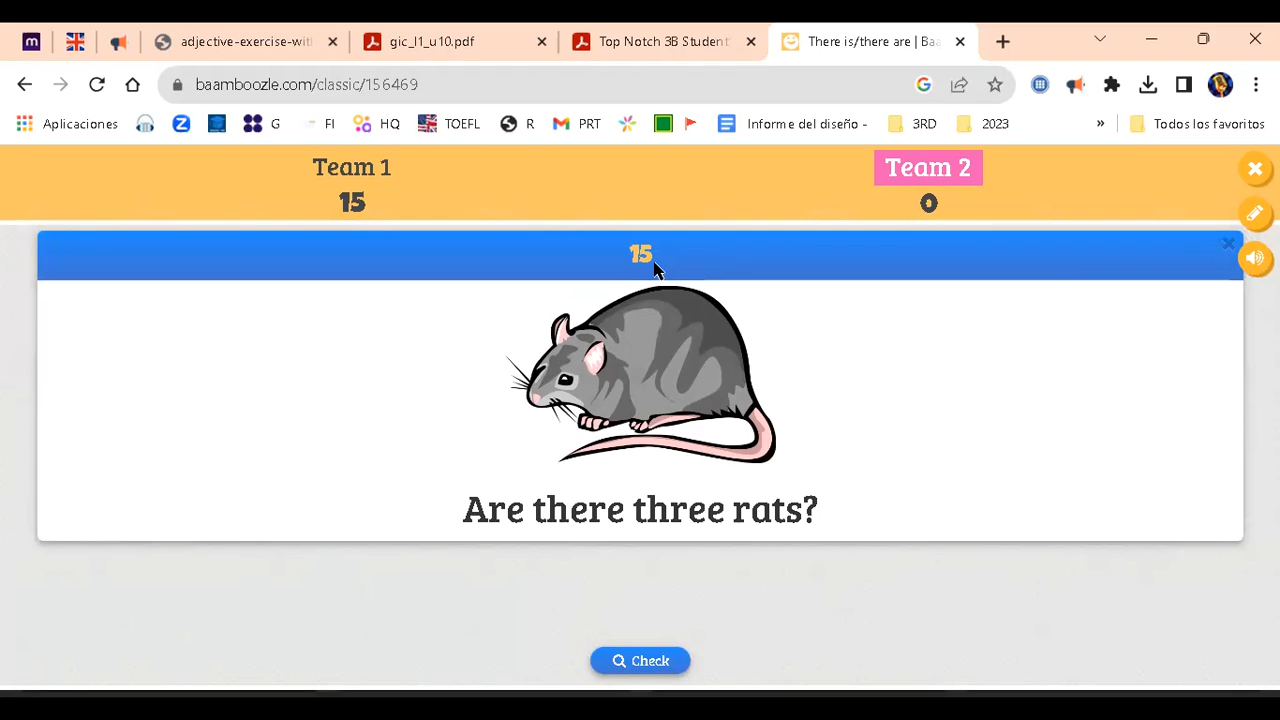 adjective-exercise-wit
gic_l1_u10.pdf
Top Notch 3B Student
There is/there are | Baa
baamboozle.com/classic/156469
Aplicaciones
G
FI
HQ
TOEFL
R
PRT
Informe del diseño -
3RD
2023
»
Todos los favoritos
Team 1
15
Team 2
0
15
Are there three rats?
Check